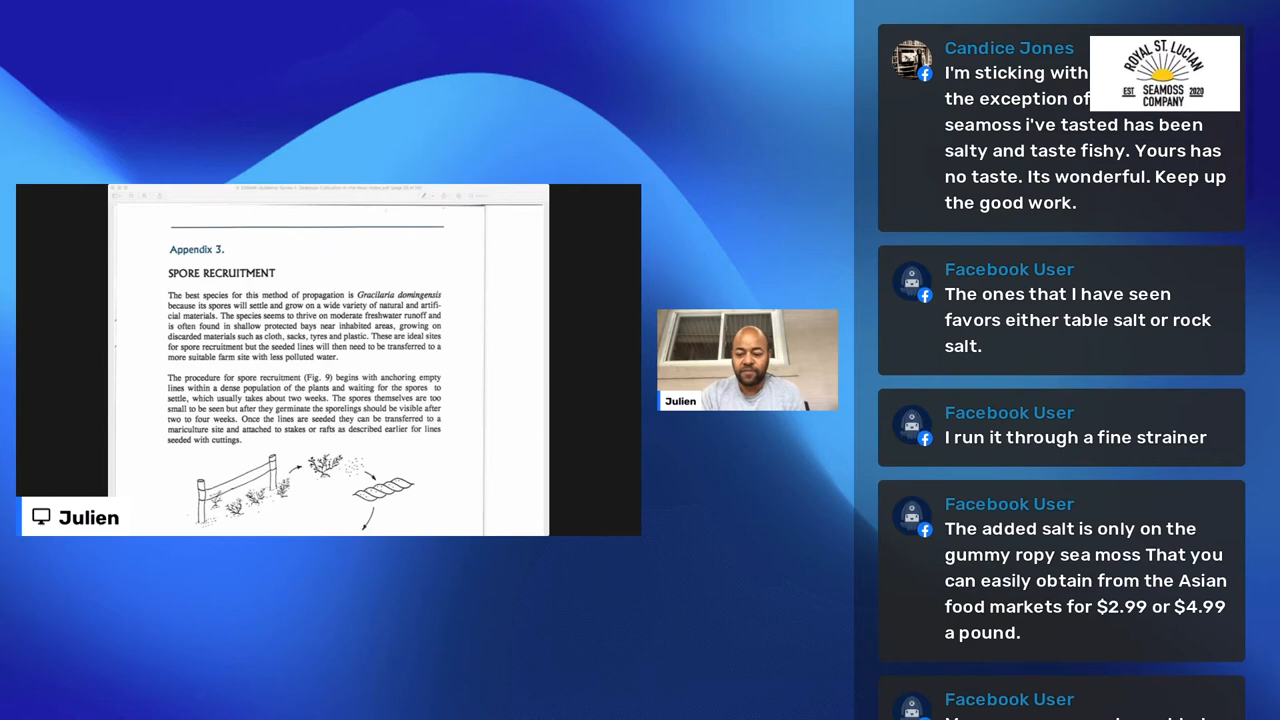 Appendix 3.
SPORE RECRUITMENT
The best species for this method of propagation is Gracilaria domingensis
because its spores will settle and grow on a wide variety of natural and artifi-
cial materials. The species seems to thrive on moderate freshwater runoff and
is often found in shallow protected bays near inhabited areas, growing on
discarded materials such as cloth, sacks, tyres and plastic. These are ideal sites
for spore recruitment but the seeded lines will then need to be transferred to a
more suitable farm site with less polluted water.
The procedure for spore recruitment (Fig. 9) begins with anchoring empty
lines within a dense population of the plants and waiting for the spores to
settle, which usually takes about two weeks. The spores themselves are too
small to be seen but after they germinate the sporelings should be visible after
two to four weeks. Once the lines are seeded they can be transferred to a
mariculture site and attached to stakes or rafts as described earlier for lines
seeded with cuttings.
Julien
Julien
Candice Jones
I'm sticking with
the exception of
seamoss i've tasted has been
salty and taste fishy. Yours has
no taste. Its wonderful. Keep up
the good work.
ROYAL ST. LUCIAN
EST 2020
SEAMOSS
COMPANY
Facebook User
The ones that I have seen
favors either table salt or rock
salt.
Facebook User
I run it through a fine strainer
Facebook User
The added salt is only on the
gummy ropy sea moss That you
can easily obtain from the Asian
food markets for $2.99 or $4.99
a pound.
Facebook User